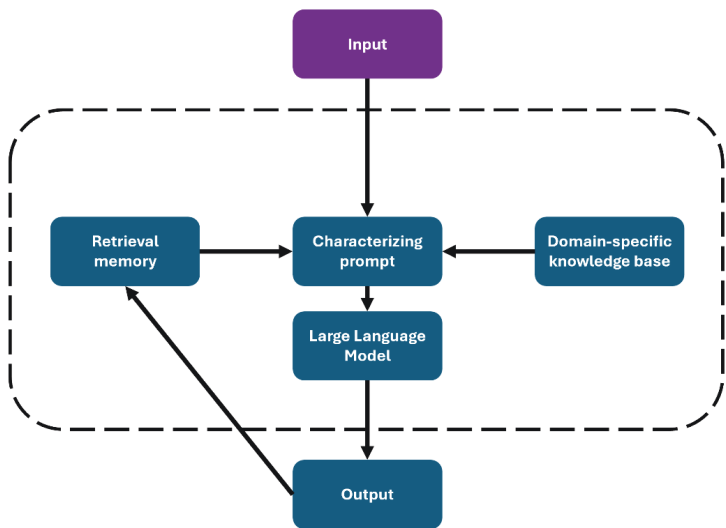 Input
Retrieval
memory
Characterizing
prompt
Domain-specific
knowledge base
Large Language
Model
Output